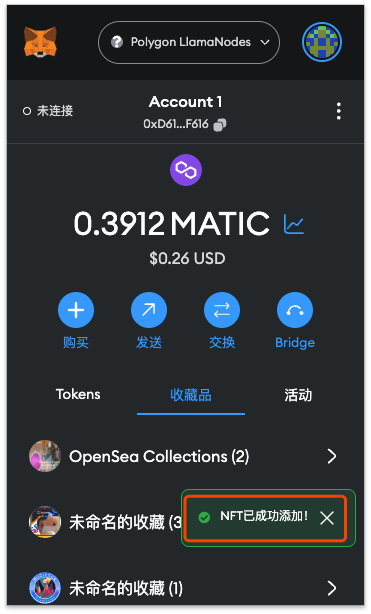 Polygon LlamaNodes
未连接
Account 1
0xD61...F616
0.3912 MATIC
$0.26 USD
购买
发送
交换
Bridge
Tokens
收藏品
活动
OpenSea Collections (2)
未命名的收藏 (3
NFT已成功添加!
未命名的收藏 (1)